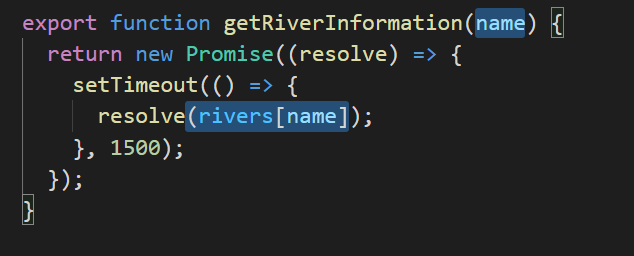 export function getRiverInformation(name) {
  return new Promise((resolve) => {
    setTimeout(() => {
      resolve(rivers[name]);
    }, 1500);
  });
}